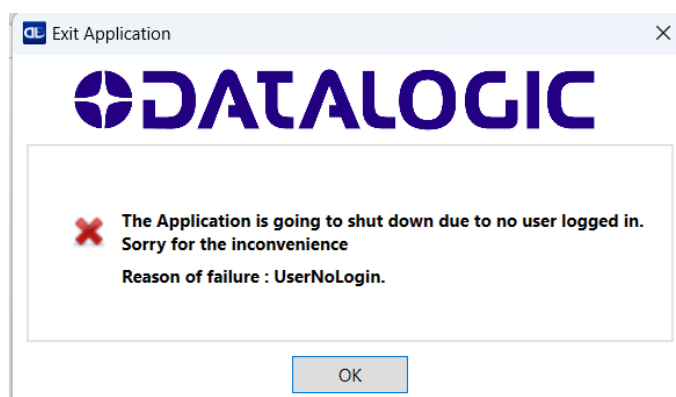 Exit Application
DATALOGIC
The Application is going to shut down due to no user logged in.
Sorry for the inconvenience
Reason of failure : UserNoLogin.
OK